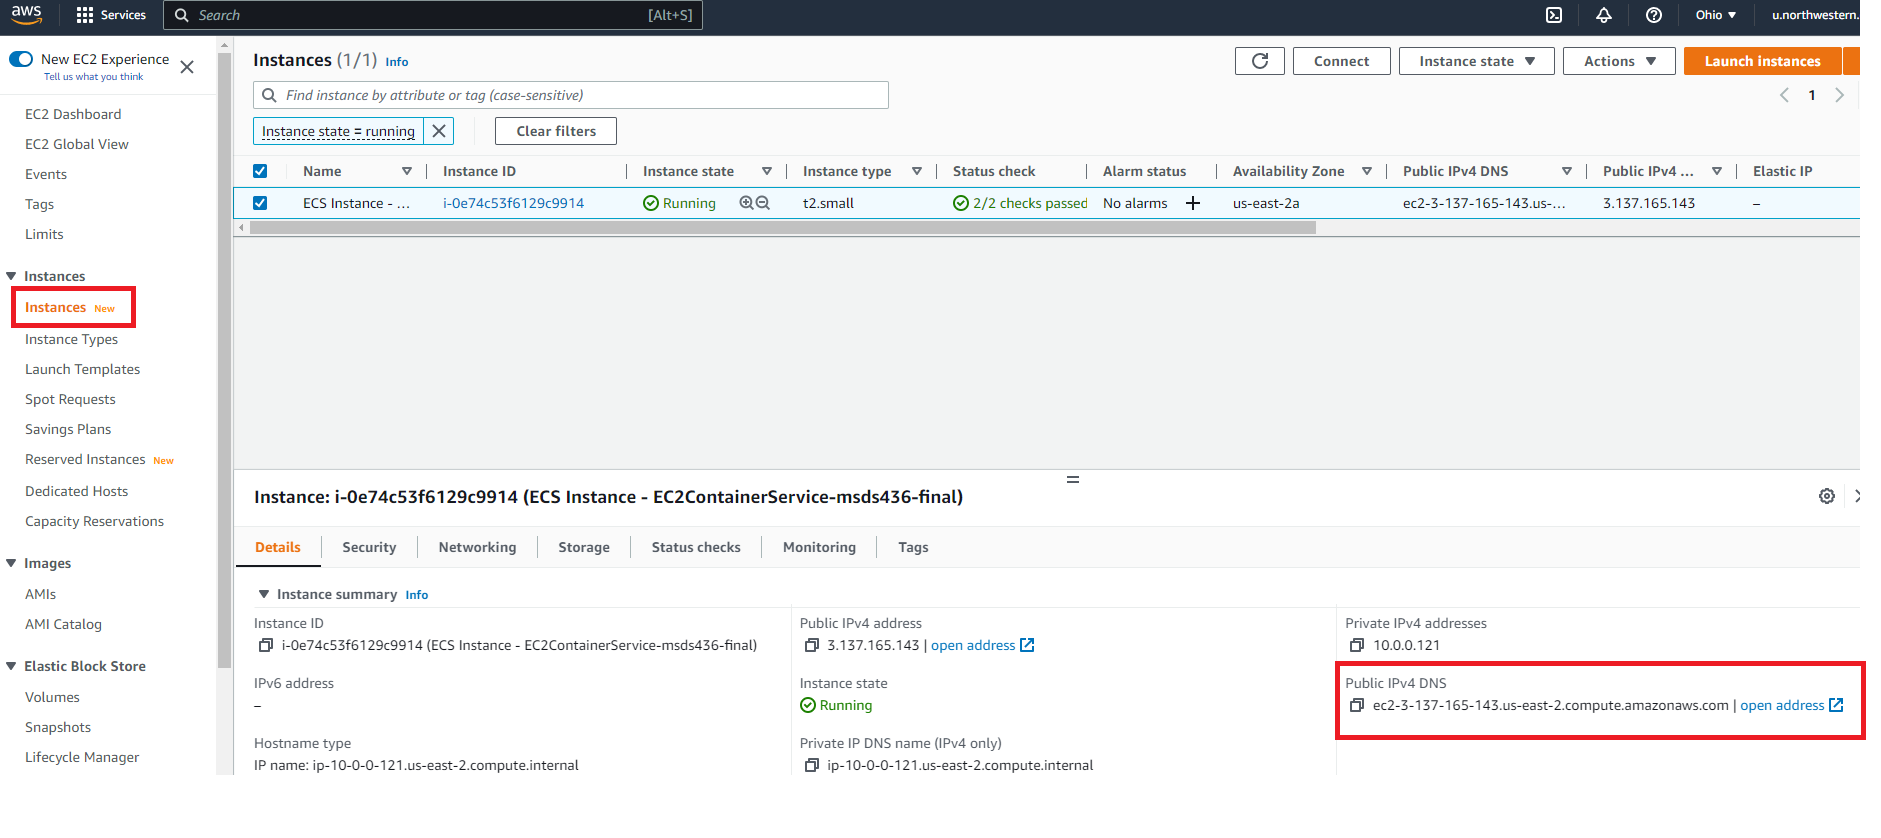 aws Services Search [Alt+S] Ohio u.northwestern.
New EC2 Experience
Tell us what you think
EC2 Dashboard
EC2 Global View
Events
Tags
Limits
Instances
Instances New
Instance Types
Launch Templates
Spot Requests
Savings Plans
Reserved Instances New
Dedicated Hosts
Capacity Reservations
Images
AMIs
AMI Catalog
Elastic Block Store
Volumes
Snapshots
Lifecycle Manager
Instances (1/1) Info Connect Instance state Actions Launch instances
Find instance by attribute or tag (case-sensitive) 1
Instance state = running Clear filters
Name Instance ID Instance state Instance type Status check Alarm status Availability Zone Public IPv4 DNS Public IPv4 ... Elastic IP
ECS Instance - ... i-0e74c53f6129c9914 Running t2.small 2/2 checks passed No alarms + us-east-2a ec2-3-137-165-143.us-... 3.137.165.143 –
Instance: i-0e74c53f6129c9914 (ECS Instance - EC2ContainerService-msds436-final)
Details Security Networking Storage Status checks Monitoring Tags
Instance summary Info
Instance ID
i-0e74c53f6129c9914 (ECS Instance - EC2ContainerService-msds436-final)
Public IPv4 address
3.137.165.143 | open address
Private IPv4 addresses
10.0.0.121
IPv6 address
–
Instance state
Running
Public IPv4 DNS
ec2-3-137-165-143.us-east-2.compute.amazonaws.com | open address
Hostname type
IP name: ip-10-0-0-121.us-east-2.compute.internal
Private IP DNS name (IPv4 only)
ip-10-0-0-121.us-east-2.compute.internal